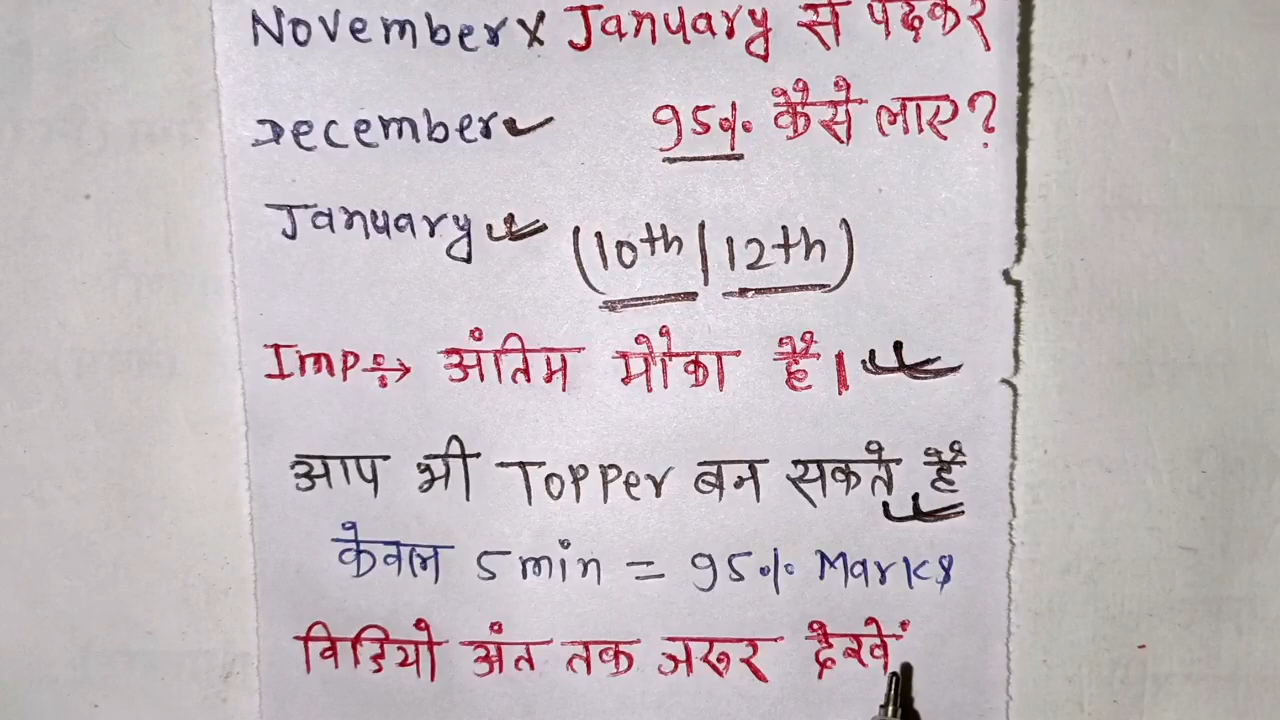 November x January से पढ़कर
December ✓ 95% कैसे लाए?
January ✓ (10th | 12th)
Imp → अंतिम मौका है।
आप भी Topper बन सकते है
केवल 5 min = 95% Marks
विडियो अंत तक जरूर देखें